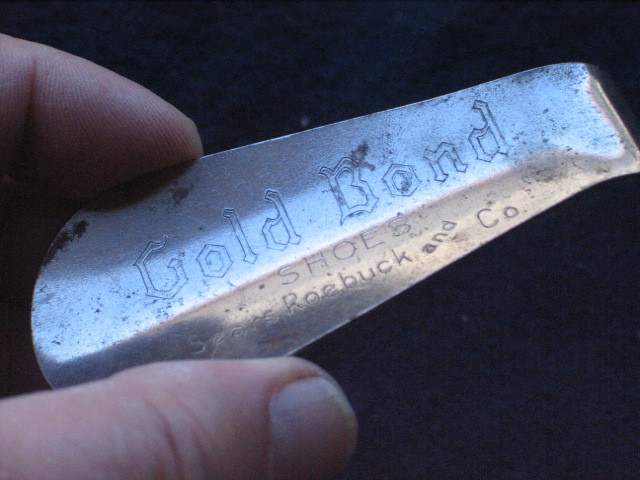 Gold Bond
SHOES
Sears Roebuck and Co.